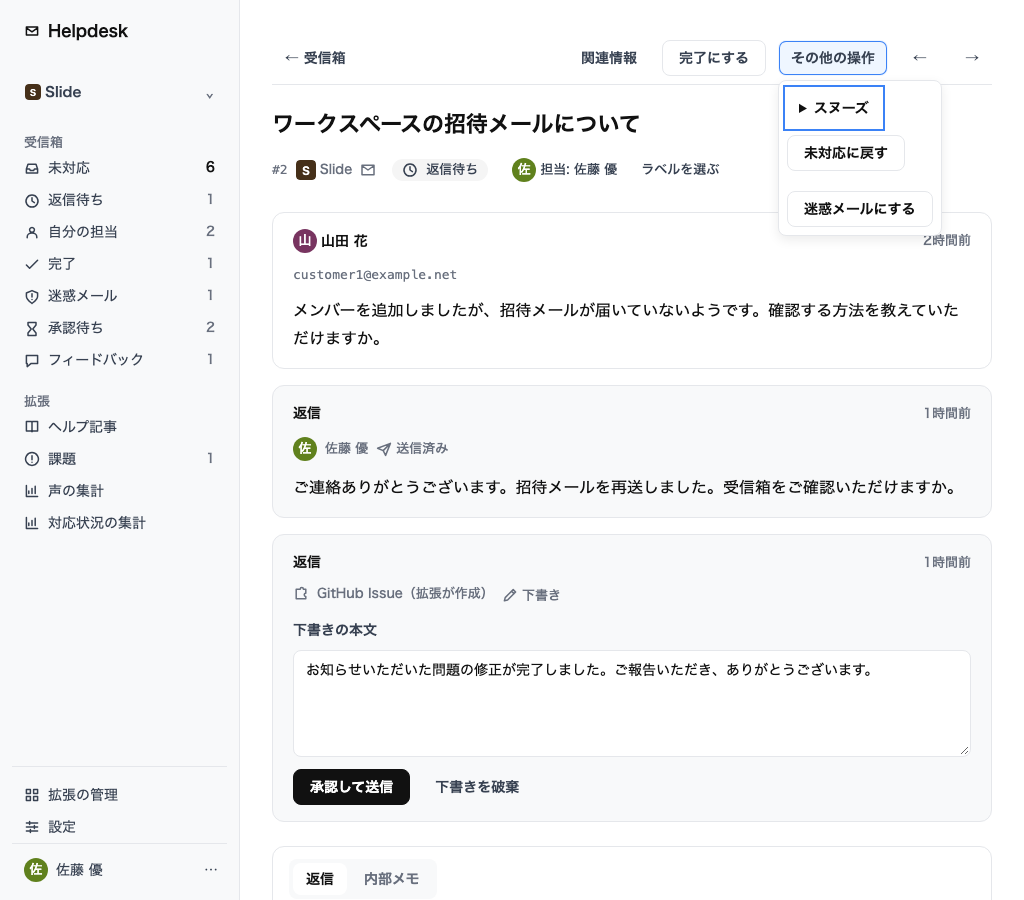 Helpdesk
S Slide
受信箱
未対応 6
返信待ち 1
自分の担当 2
完了 1
迷惑メール 1
承認待ち 2
フィードバック 1
拡張
ヘルプ記事
課題 1
声の集計
対応状況の集計
拡張の管理
設定
佐 佐藤 優 ···
← 受信箱 関連情報 完了にする その他の操作 ← →
▶ スヌーズ
未対応に戻す
迷惑メールにする
ワークスペースの招待メールについて
#2 S Slide 返信待ち 佐 担当: 佐藤 優 ラベルを選ぶ
山 山田 花 2時間前
customer1@example.net
メンバーを追加しましたが、招待メールが届いていないようです。確認する方法を教えていた
だけますか。
返信 1時間前
佐 佐藤 優 送信済み
ご連絡ありがとうございます。招待メールを再送しました。受信箱をご確認いただけますか。
返信 1時間前
GitHub Issue（拡張が作成） 下書き
下書きの本文
お知らせいただいた問題の修正が完了しました。ご報告いただき、ありがとうございます。
承認して送信 下書きを破棄
返信 内部メモ